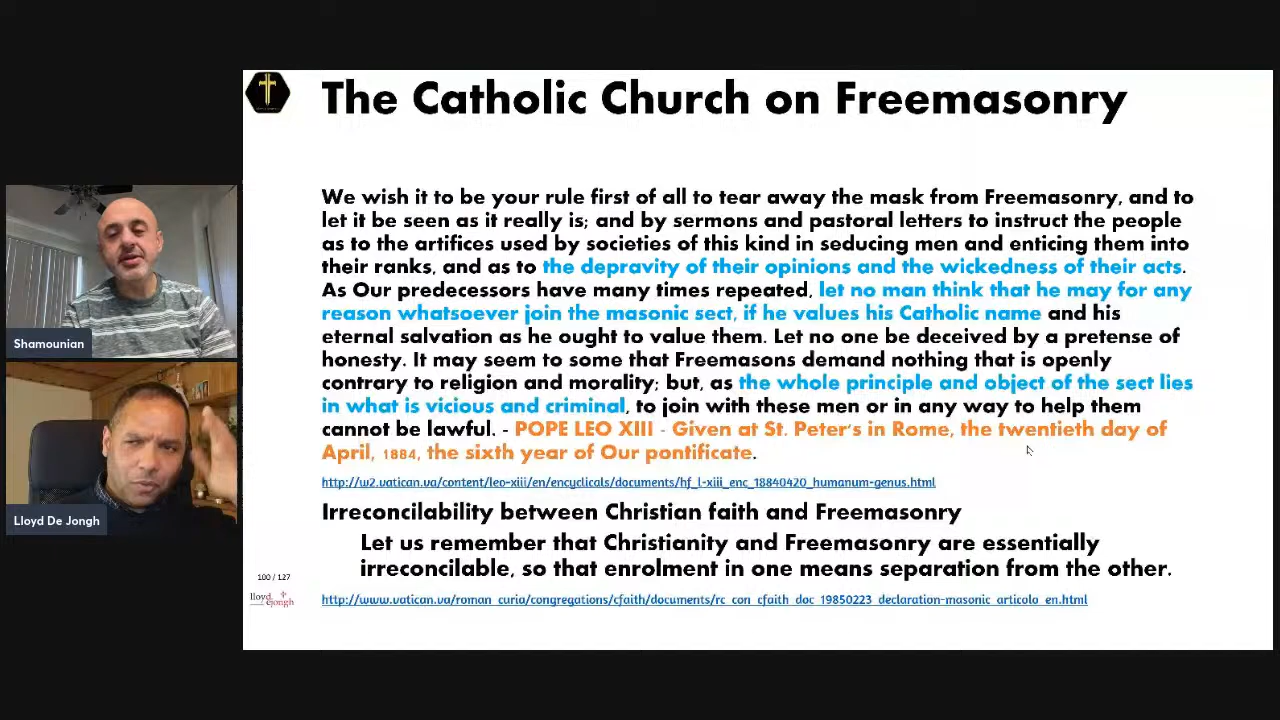 The Catholic Church on Freemasonry
We wish it to be your rule first of all to tear away the mask from Freemasonry, and to
let it be seen as it really is; and by sermons and pastoral letters to instruct the people
as to the artifices used by societies of this kind in seducing men and enticing them into
their ranks, and as to the depravity of their opinions and the wickedness of their acts.
As Our predecessors have many times repeated, let no man think that he may for any
reason whatsoever join the masonic sect, if he values his Catholic name and his
eternal salvation as he ought to value them. Let no one be deceived by a pretense of
honesty. It may seem to some that Freemasons demand nothing that is openly
contrary to religion and morality; but, as the whole principle and object of the sect lies
in what is vicious and criminal, to join with these men or in any way to help them
cannot be lawful. - POPE LEO XIII - Given at St. Peter's in Rome, the twentieth day of
April, 1884, the sixth year of Our pontificate.
http://w2.vatican.va/content/leo-xiii/en/encyclicals/documents/hf_l-xiii_enc_18840420_humanum-genus.html
Irreconcilability between Christian faith and Freemasonry
Let us remember that Christianity and Freemasonry are essentially
irreconcilable, so that enrolment in one means separation from the other.
http://www.vatican.va/roman_curia/congregations/cfaith/documents/rc_con_cfaith_doc_19850223_declaration-masonic_articolo_en.html
100 / 127
lloyd
dejongh
Shamounian
Lloyd De Jongh